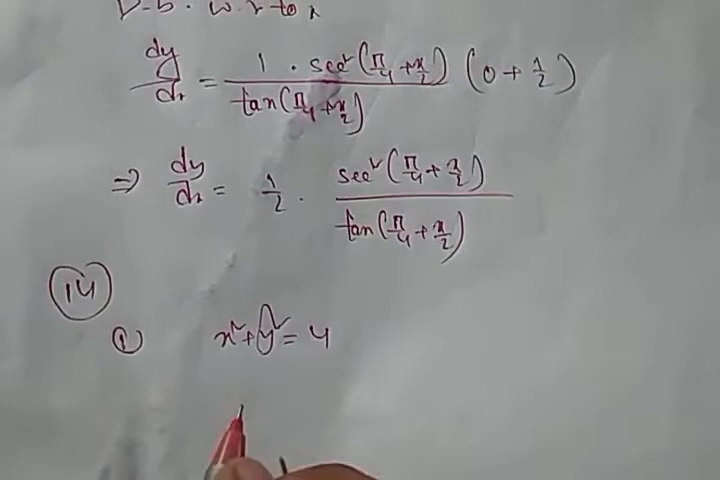 D.b. w.r to x
dy/dx = 1 · sec²(π/4 + x/2) / tan(π/4 + x/2) (0 + 1/2)
⇒ dy/dx = 1/2 · sec²(π/4 + x/2) / tan(π/4 + x/2)
14
x² + y² = 4